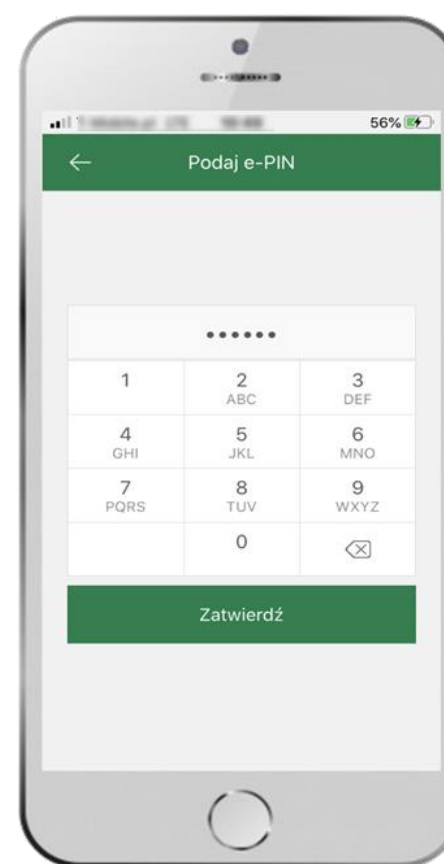 56%
Podaj e-PIN
••••••
1 2 3
ABC DEF
4 5 6
GHI JKL MNO
7 8 9
PQRS TUV WXYZ
0
Zatwierdź